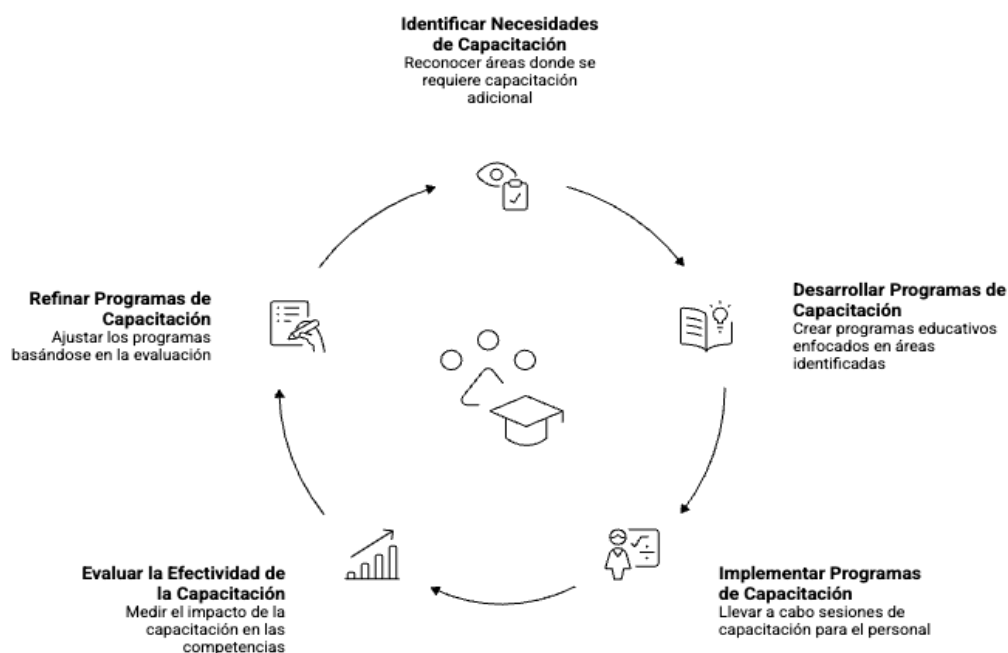 Identificar Necesidades
de Capacitación
Reconocer áreas donde se
requiere capacitación
adicional
Desarrollar Programas de
Capacitación
Crear programas educativos
enfocados en áreas
identificadas
Implementar Programas
de Capacitación
Llevar a cabo sesiones de
capacitación para el personal
Evaluar la Efectividad de
la Capacitación
Medir el impacto de la
capacitación en las
competencias
Refinar Programas de
Capacitación
Ajustar los programas
basándose en la evaluación